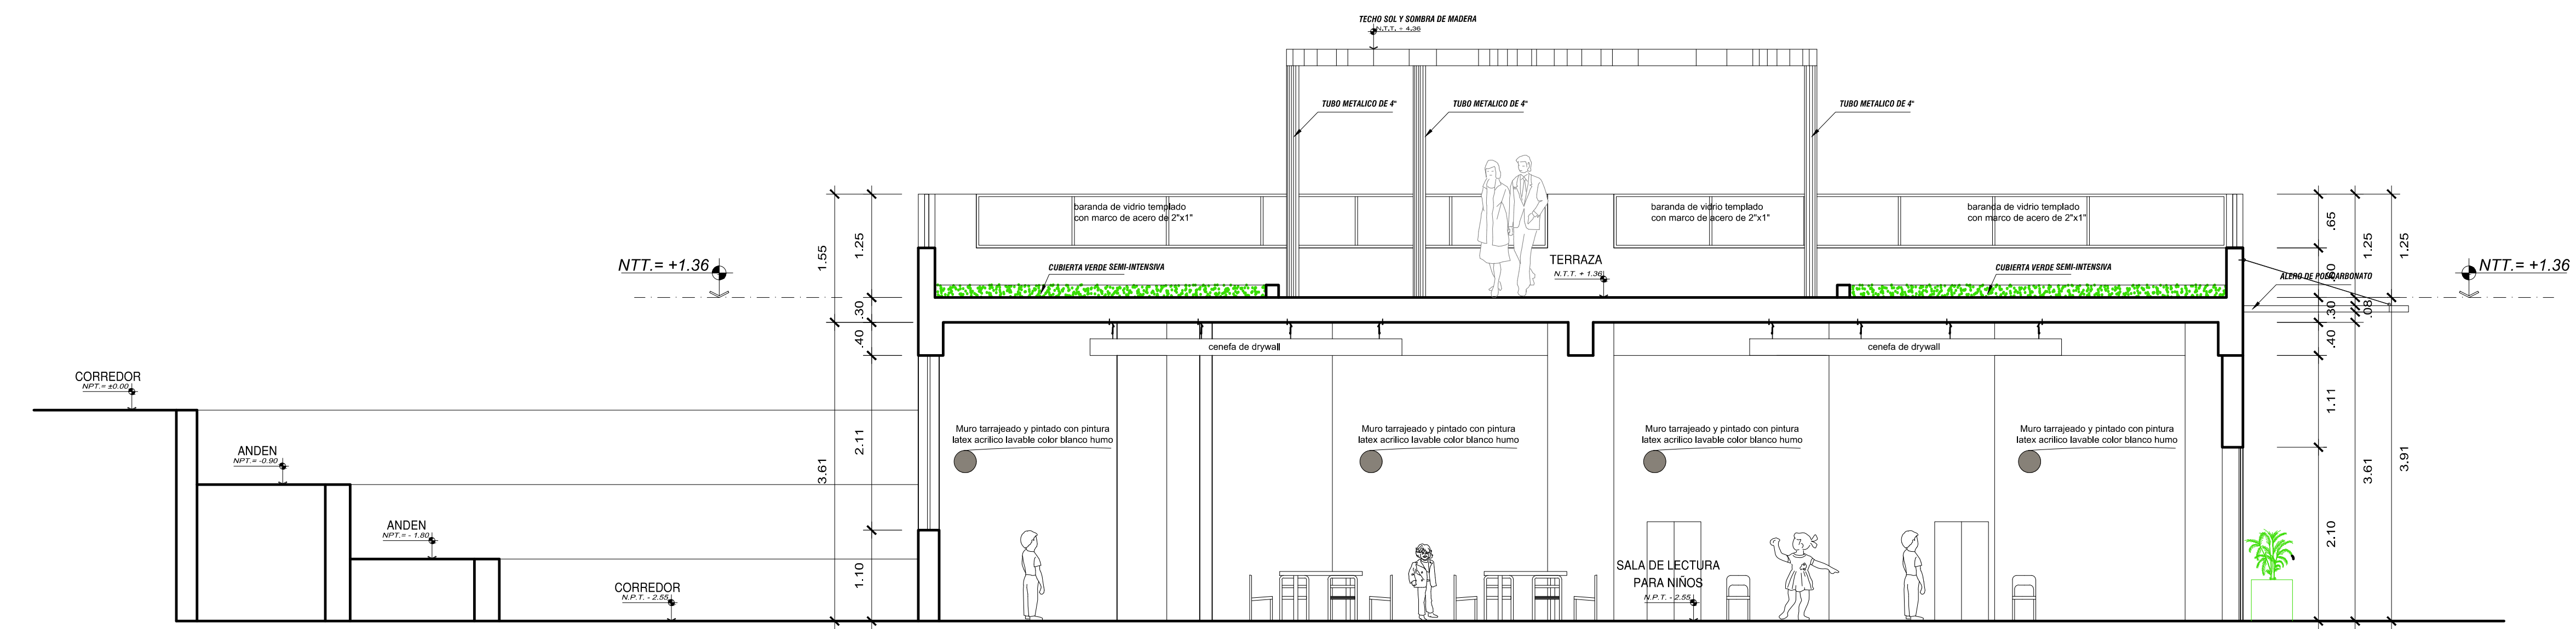 TECHO SOL Y SOMBRA DE MADERA
N.T.T. + 4.36
TUBO METALICO DE 4"
TUBO METALICO DE 4"
TUBO METALICO DE 4"
baranda de vidrio templado
con marco de acero de 2"x1"
baranda de vidrio templado
con marco de acero de 2"x1"
baranda de vidrio templado
con marco de acero de 2"x1"
NTT.= +1.36
CUBIERTA VERDE SEMI-INTENSIVA
TERRAZA
N.T.T. + 1.36
CUBIERTA VERDE SEMI-INTENSIVA
ALERO DE POLICARBONATO
NTT.= +1.36
1.55
1.25
.30
.40
2.11
3.61
1.10
.65
.60
.30
.40
1.11
2.10
1.25
.08
3.61
1.25
3.91
cenefa de drywall
cenefa de drywall
CORREDOR
NPT.= ±0.00
ANDEN
NPT.= -0.90
ANDEN
NPT.= - 1.80
CORREDOR
N.P.T. - 2.55
Muro tarrajeado y pintado con pintura
latex acrilico lavable color blanco humo
Muro tarrajeado y pintado con pintura
latex acrilico lavable color blanco humo
Muro tarrajeado y pintado con pintura
latex acrilico lavable color blanco humo
Muro tarrajeado y pintado con pintura
latex acrilico lavable color blanco humo
SALA DE LECTURA
PARA NIÑOS
N.P.T. - 2.55